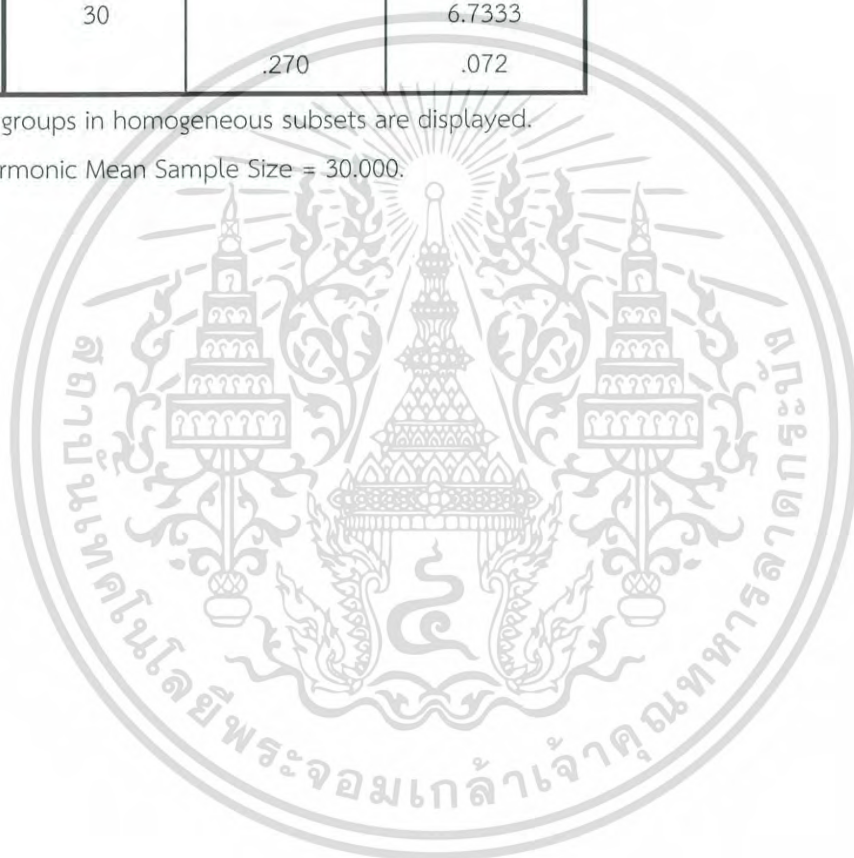 30 6.7333
.270 .072
groups in homogeneous subsets are displayed.
rmonic Mean Sample Size = 30.000.
สถาบันเทคโนโลยีพระจอมเกล้าเจ้าคุณทหารลาดกระบัง